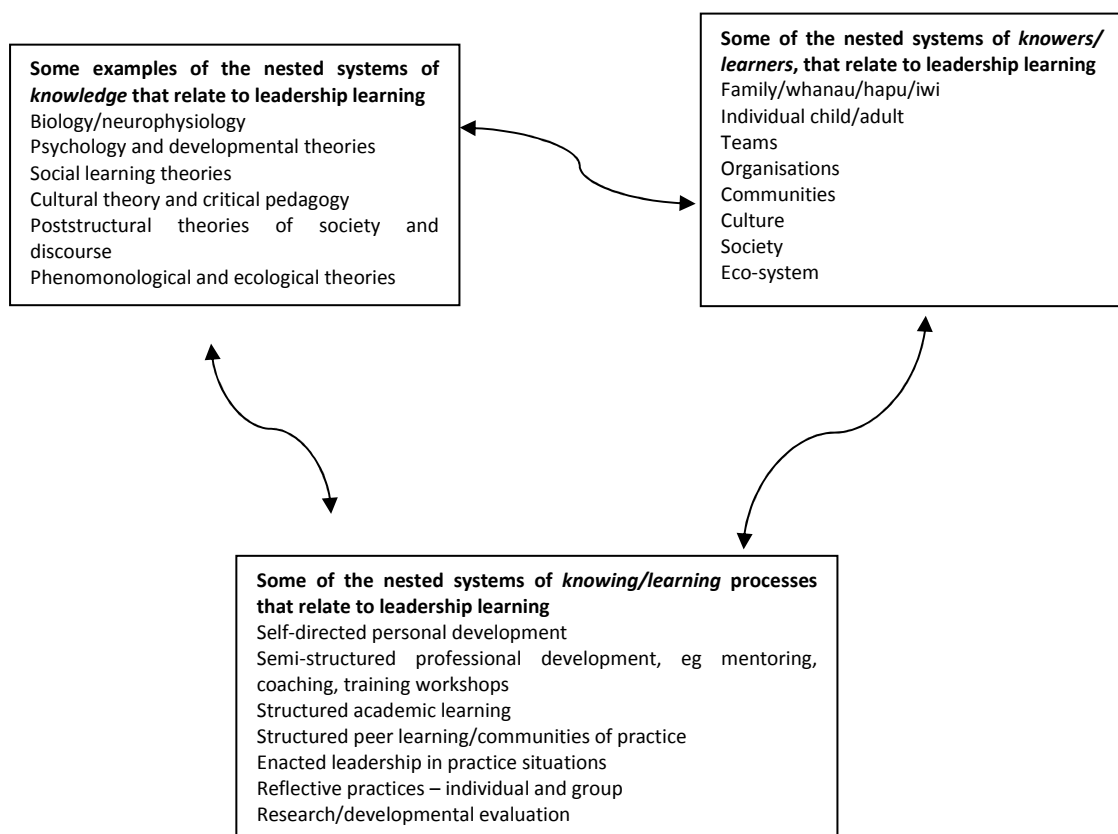 Some examples of the nested systems of
knowledge that relate to leadership learning
Biology/neurophysiology
Psychology and developmental theories
Social learning theories
Cultural theory and critical pedagogy
Poststructural theories of society and
discourse
Phenomonological and ecological theories
Some of the nested systems of knowers/
learners, that relate to leadership learning
Family/whanau/hapu/iwi
Individual child/adult
Teams
Organisations
Communities
Culture
Society
Eco-system
Some of the nested systems of knowing/learning processes
that relate to leadership learning
Self-directed personal development
Semi-structured professional development, eg mentoring,
coaching, training workshops
Structured academic learning
Structured peer learning/communities of practice
Enacted leadership in practice situations
Reflective practices – individual and group
Research/developmental evaluation